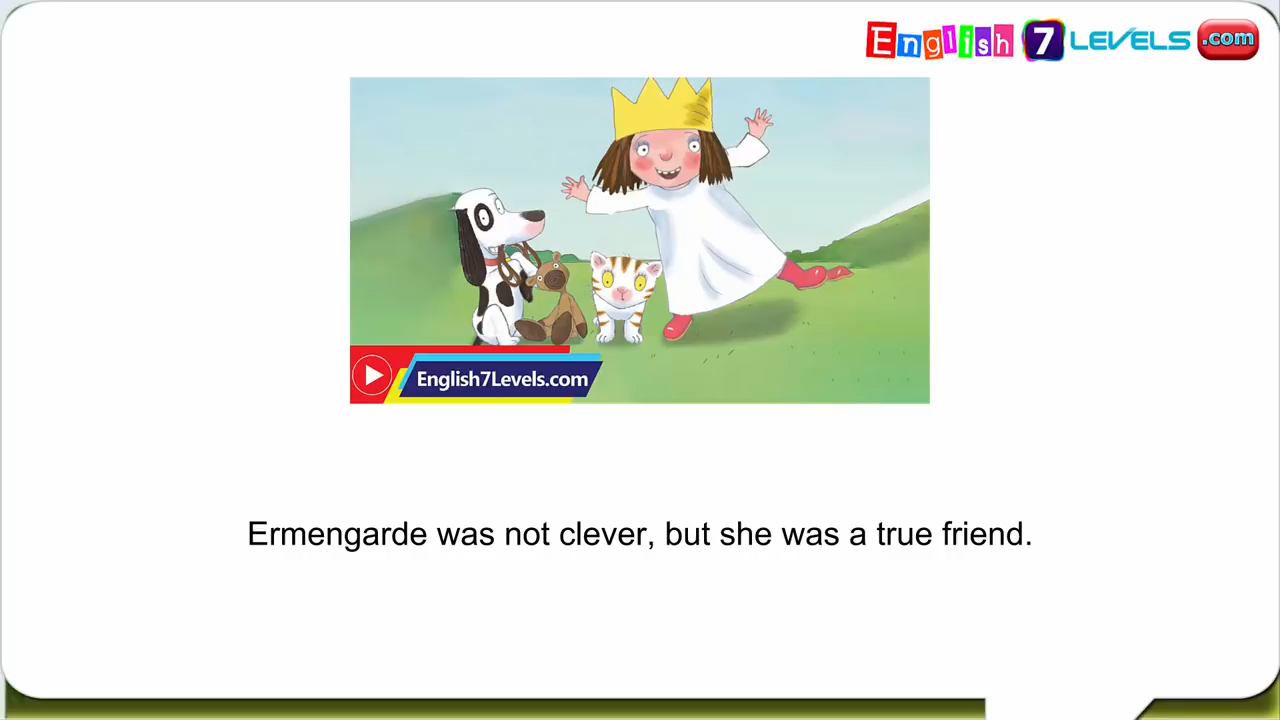 English 7 LEVELS .com
English7Levels.com
Ermengarde was not clever, but she was a true friend.